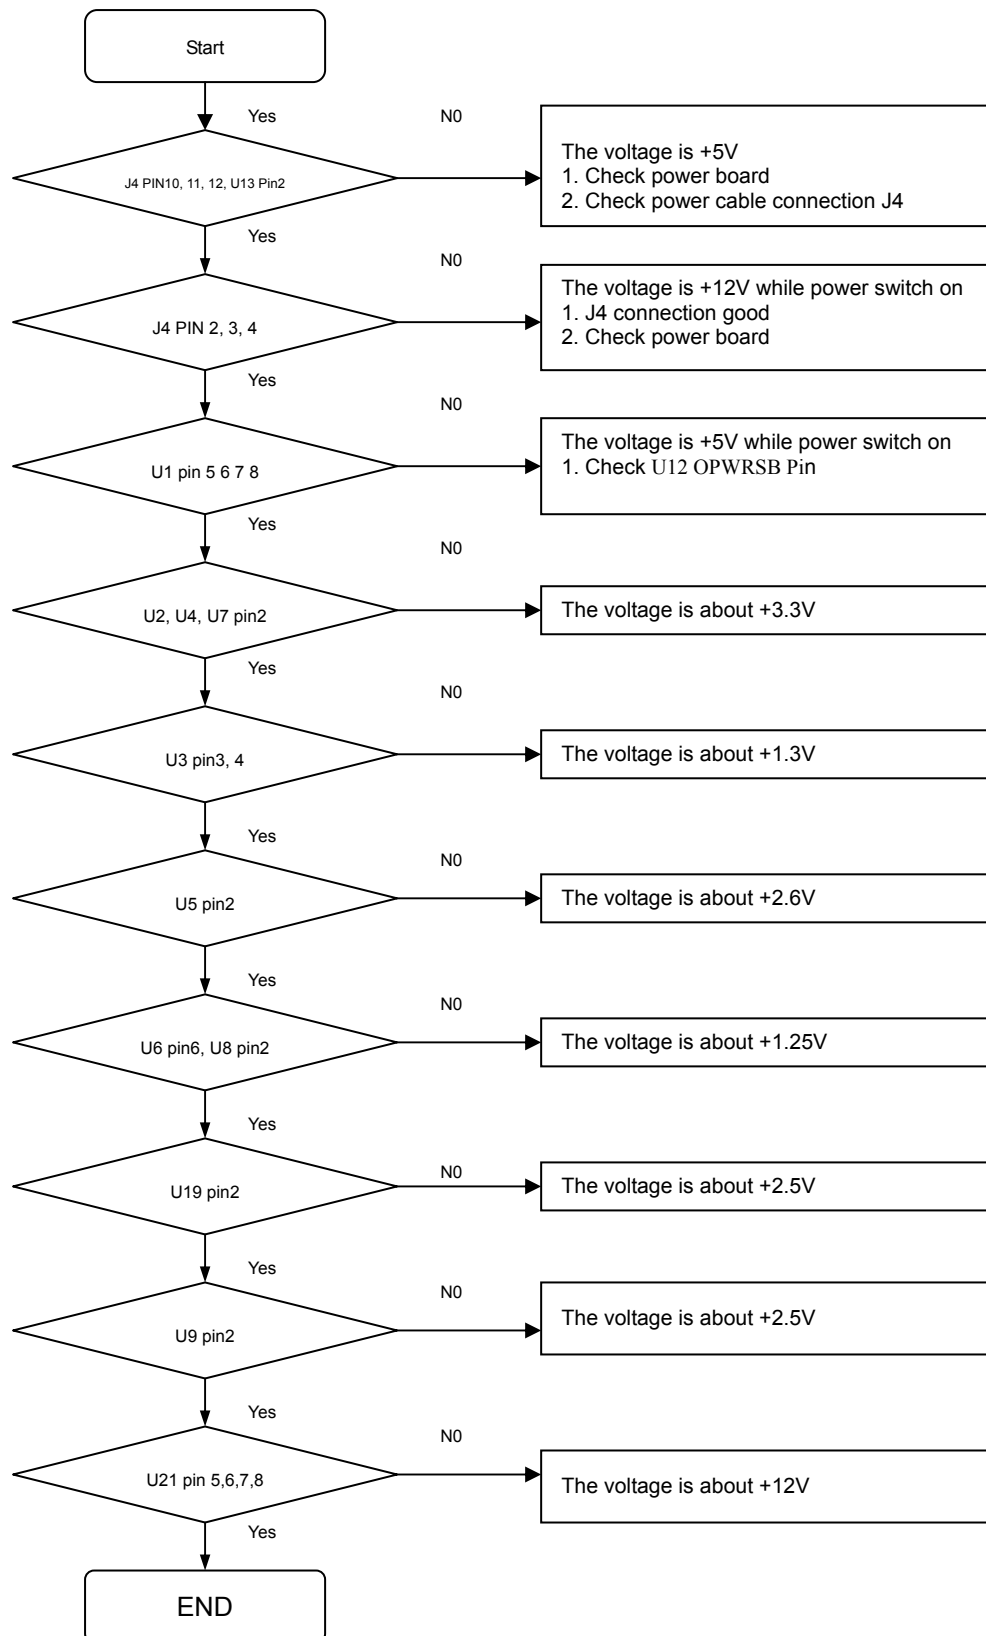 Start
Yes
N0
J4 PIN10, 11, 12, U13 Pin2
The voltage is +5V
1. Check power board
2. Check power cable connection J4
Yes
N0
J4 PIN 2, 3, 4
The voltage is +12V while power switch on
1. J4 connection good
2. Check power board
Yes
N0
U1 pin 5 6 7 8
The voltage is +5V while power switch on
1. Check U12 OPWRSB Pin
Yes
N0
U2, U4, U7 pin2
The voltage is about +3.3V
Yes
N0
U3 pin3, 4
The voltage is about +1.3V
Yes
N0
U5 pin2
The voltage is about +2.6V
Yes
N0
U6 pin6, U8 pin2
The voltage is about +1.25V
Yes
N0
U19 pin2
The voltage is about +2.5V
Yes
N0
U9 pin2
The voltage is about +2.5V
Yes
N0
U21 pin 5,6,7,8
The voltage is about +12V
Yes
END